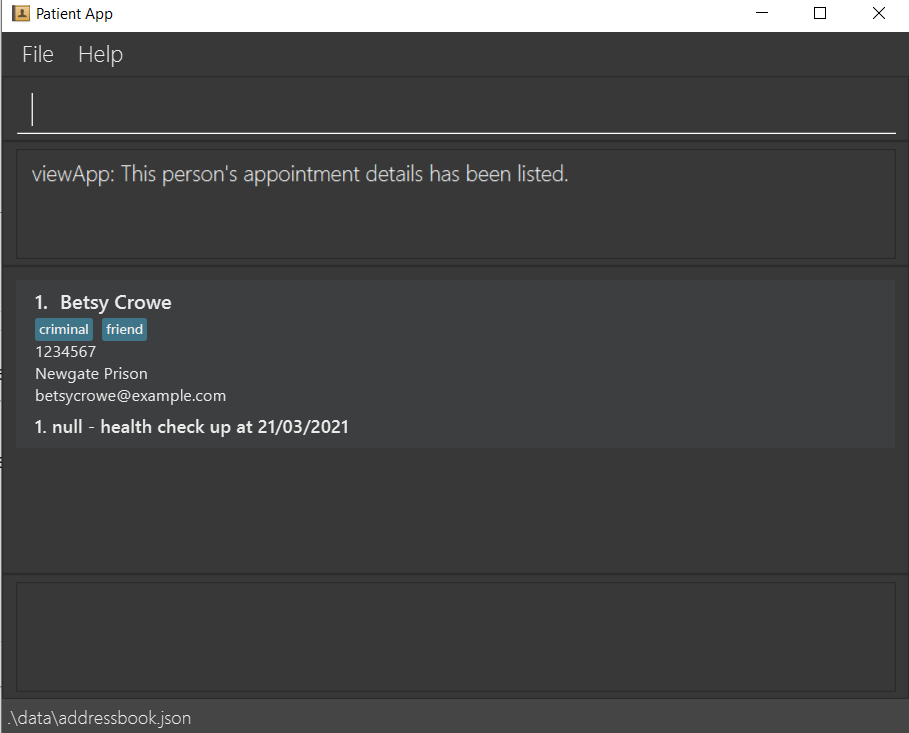 Patient App
File Help
viewApp: This person's appointment details has been listed.
1. Betsy Crowe
criminal friend
1234567
Newgate Prison
betsycrowe@example.com
1. null - health check up at 21/03/2021
.\data\addressbook.json